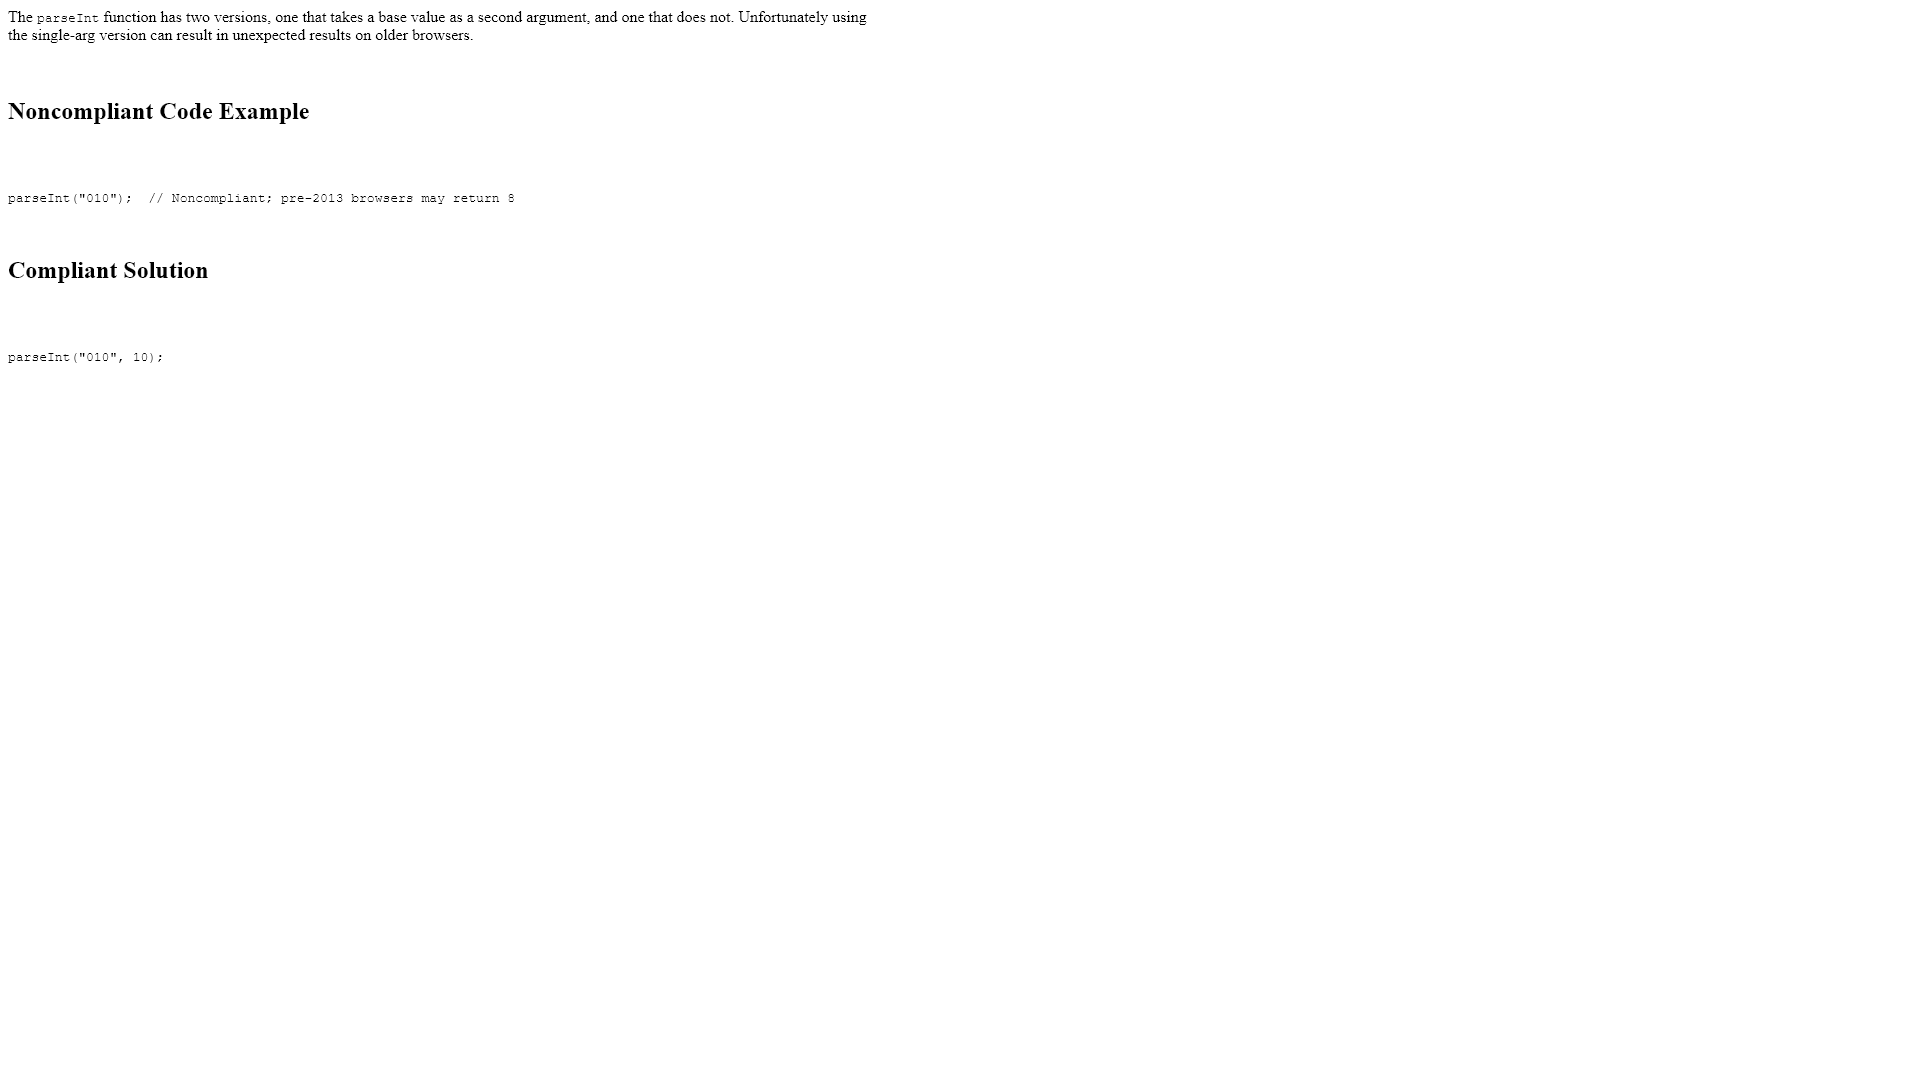 The parseInt function has two versions, one that takes a base value as a second argument, and one that does not. Unfortunately using
the single-arg version can result in unexpected results on older browsers.
Noncompliant Code Example
parseInt("010");  // Noncompliant; pre-2013 browsers may return 8
Compliant Solution
parseInt("010", 10);